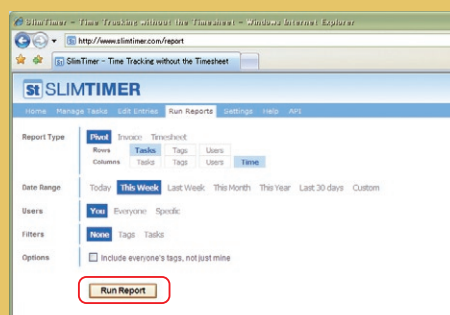 SlimTimer - Time Tracking without the Timesheet - Windows Internet Explorer
http://www.slimtimer.com/report
St SlimTimer - Time Tracking without the Timesheet
St SLIMTIMER
Home Manage Tasks Edit Entries Run Reports Settings Help API
Report Type Pivot Invoice Timesheet
Rows Tasks Tags Users
Columns Tasks Tags Users Time
Date Range Today This Week Last Week This Month This Year Last 30 days Custom
Users You Everyone Specific
Filters None Tags Tasks
Options Include everyone's tags, not just mine
Run Report